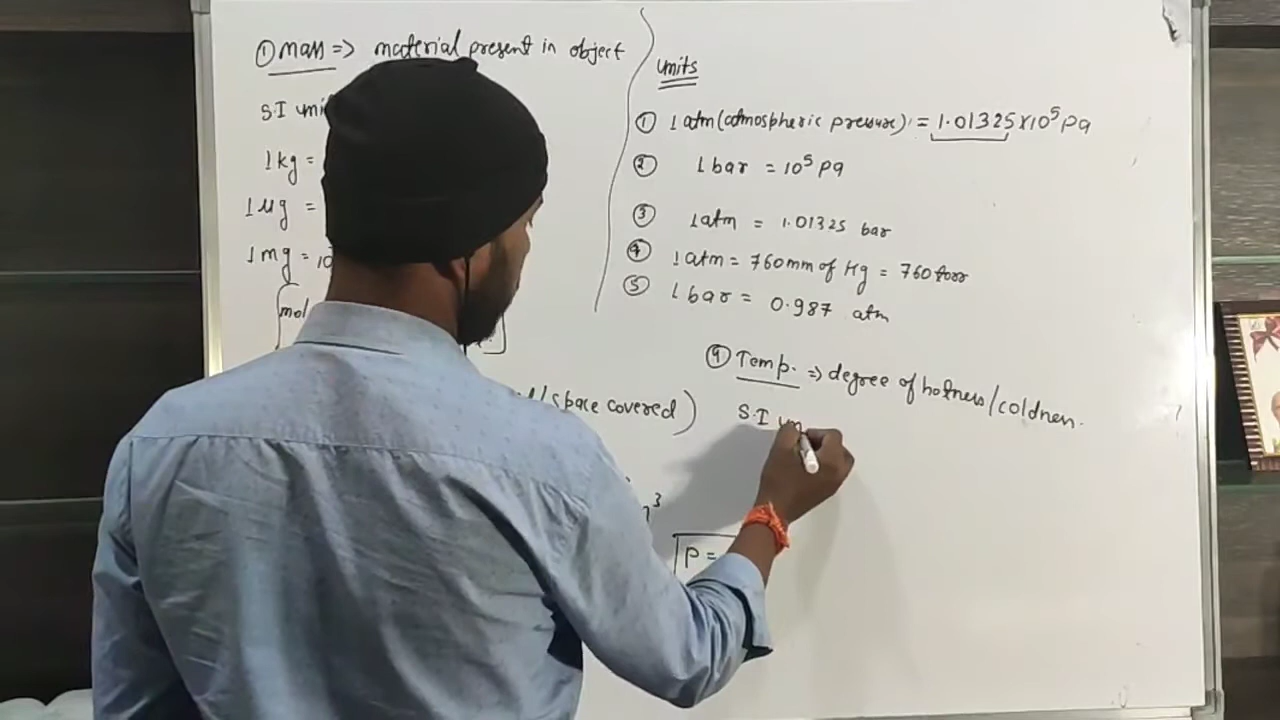 ① mass => material present in object
S.I uni
1 kg =
1 µg =
1 mg = 10
mol
/space covered)
3
P =
units
① 1 atm (atmospheric pressure) = 1.01325 x 10⁵ Pa
② 1 bar = 10⁵ Pa
③ 1 atm = 1.01325 bar
④ 1 atm = 760 mm of Hg = 760 torr
⑤ 1 bar = 0.987 atm
④ Temp. => degree of hotness/coldness.
S.I un